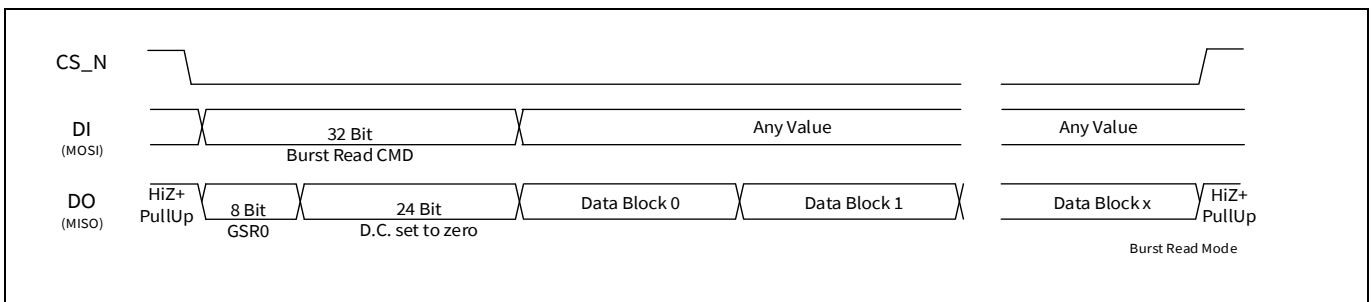 CS_N
DI
(MOSI)
32 Bit
Burst Read CMD
Any Value
Any Value
DO
(MISO)
HiZ+
PullUp
8 Bit
GSR0
24 Bit
D.C. set to zero
Data Block 0
Data Block 1
Data Block x
HiZ+
PullUp
Burst Read Mode